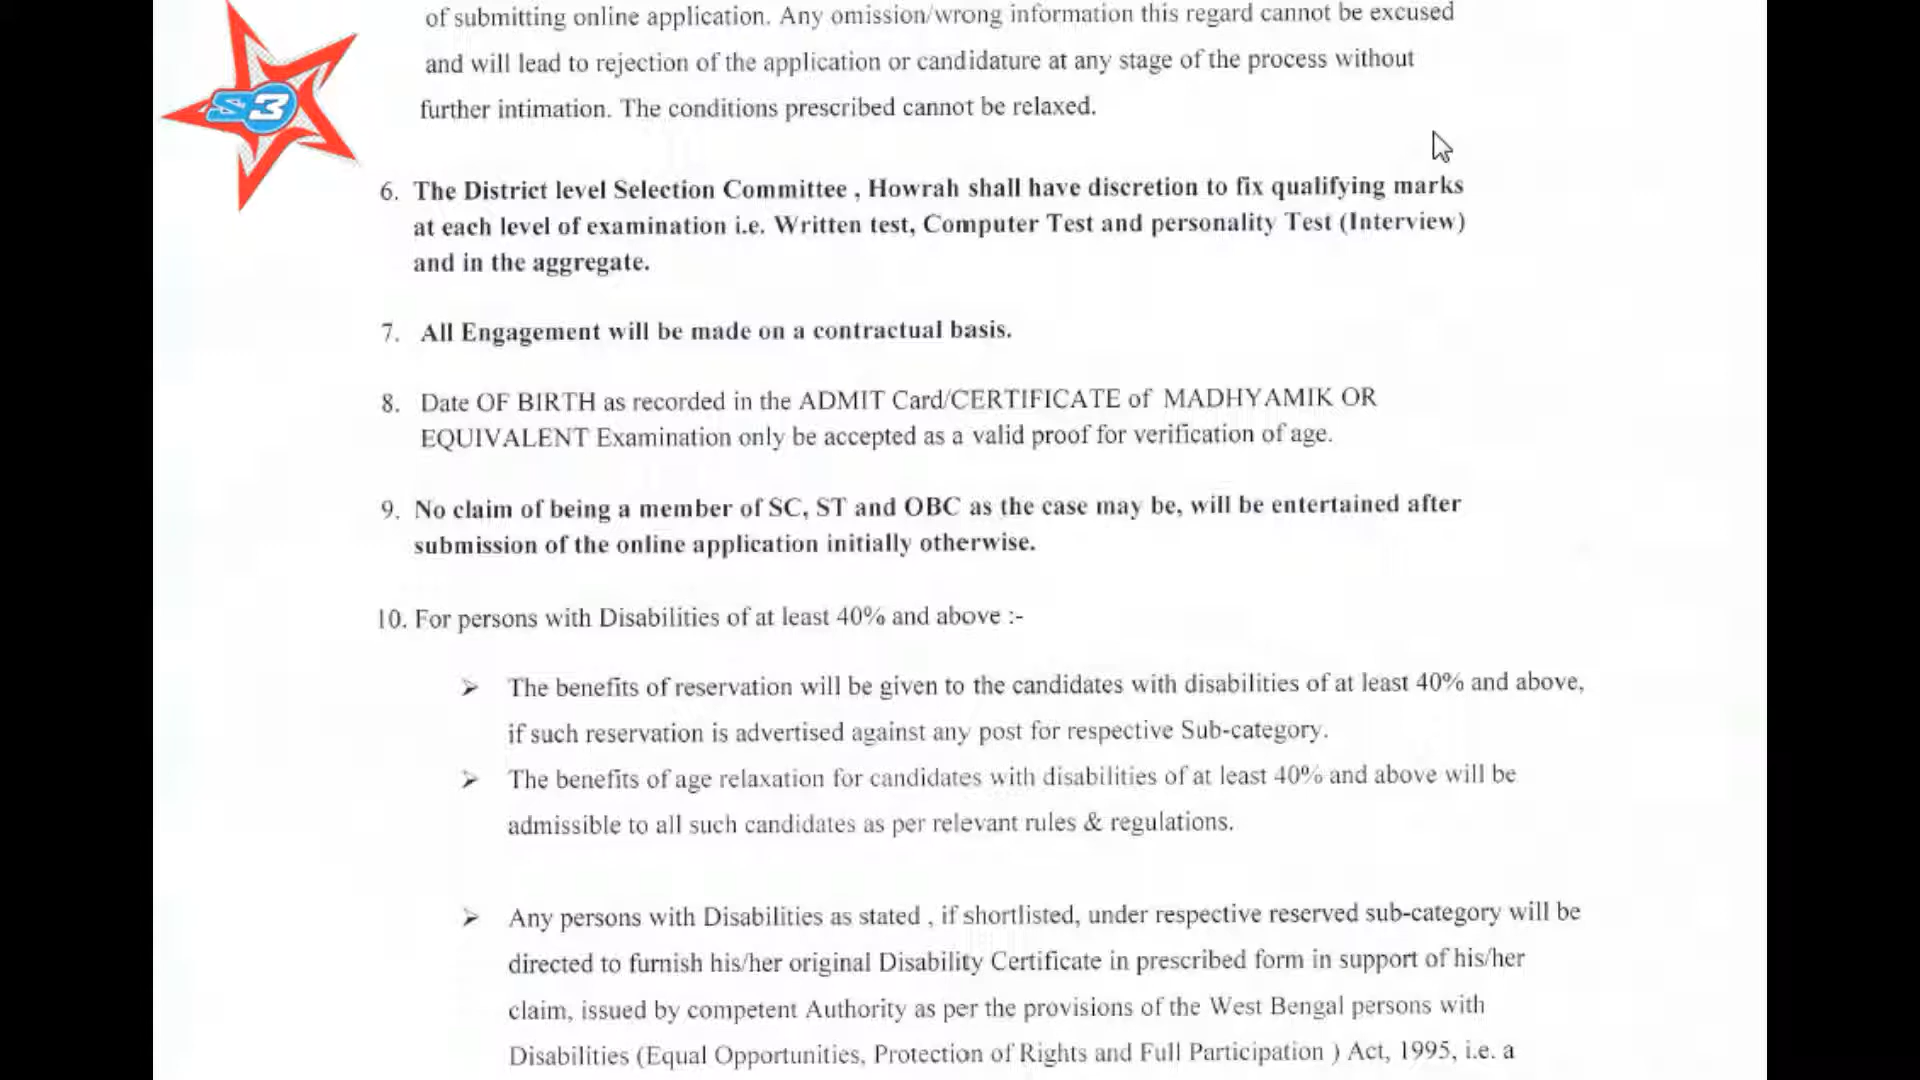 of submitting online application. Any omission/wrong information this regard cannot be excused
and will lead to rejection of the application or candidature at any stage of the process without
further intimation. The conditions prescribed cannot be relaxed.
S3
6. The District level Selection Committee , Howrah shall have discretion to fix qualifying marks
at each level of examination i.e. Written test, Computer Test and personality Test (Interview)
and in the aggregate.
7. All Engagement will be made on a contractual basis.
8. Date OF BIRTH as recorded in the ADMIT Card/CERTIFICATE of MADHYAMIK OR
EQUIVALENT Examination only be accepted as a valid proof for verification of age.
9. No claim of being a member of SC, ST and OBC as the case may be, will be entertained after
submission of the online application initially otherwise.
10. For persons with Disabilities of at least 40% and above :-
➢ The benefits of reservation will be given to the candidates with disabilities of at least 40% and above,
if such reservation is advertised against any post for respective Sub-category.
➢ The benefits of age relaxation for candidates with disabilities of at least 40% and above will be
admissible to all such candidates as per relevant rules & regulations.
➢ Any persons with Disabilities as stated , if shortlisted, under respective reserved sub-category will be
directed to furnish his/her original Disability Certificate in prescribed form in support of his/her
claim, issued by competent Authority as per the provisions of the West Bengal persons with
Disabilities (Equal Opportunities, Protection of Rights and Full Participation ) Act, 1995, i.e. a